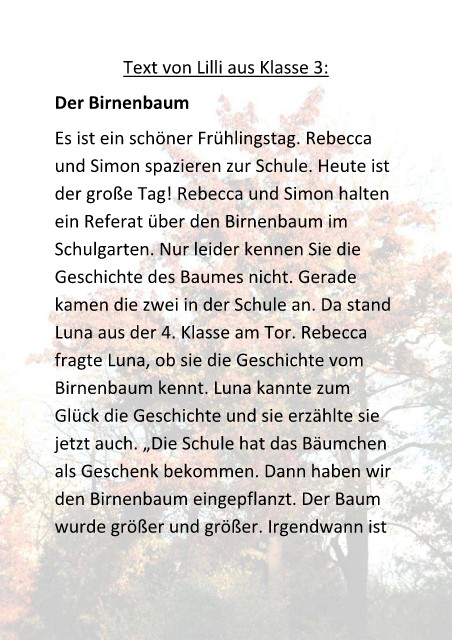 Text von Lilli aus Klasse 3:
Der Birnenbaum
Es ist ein schöner Frühlingstag. Rebecca
und Simon spazieren zur Schule. Heute ist
der große Tag! Rebecca und Simon halten
ein Referat über den Birnenbaum im
Schulgarten. Nur leider kennen Sie die
Geschichte des Baumes nicht. Gerade
kamen die zwei in der Schule an. Da stand
Luna aus der 4. Klasse am Tor. Rebecca
fragte Luna, ob sie die Geschichte vom
Birnenbaum kennt. Luna kannte zum
Glück die Geschichte und sie erzählte sie
jetzt auch. „Die Schule hat das Bäumchen
als Geschenk bekommen. Dann haben wir
den Birnenbaum eingepflanzt. Der Baum
wurde größer und größer. Irgendwann ist